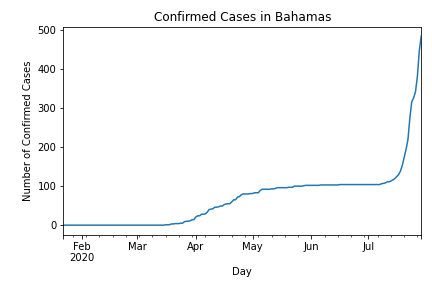 Confirmed Cases in Bahamas
Number of Confirmed Cases
500
400
300
200
100
0
Feb
2020
Mar
Apr
May
Jun
Jul
Day